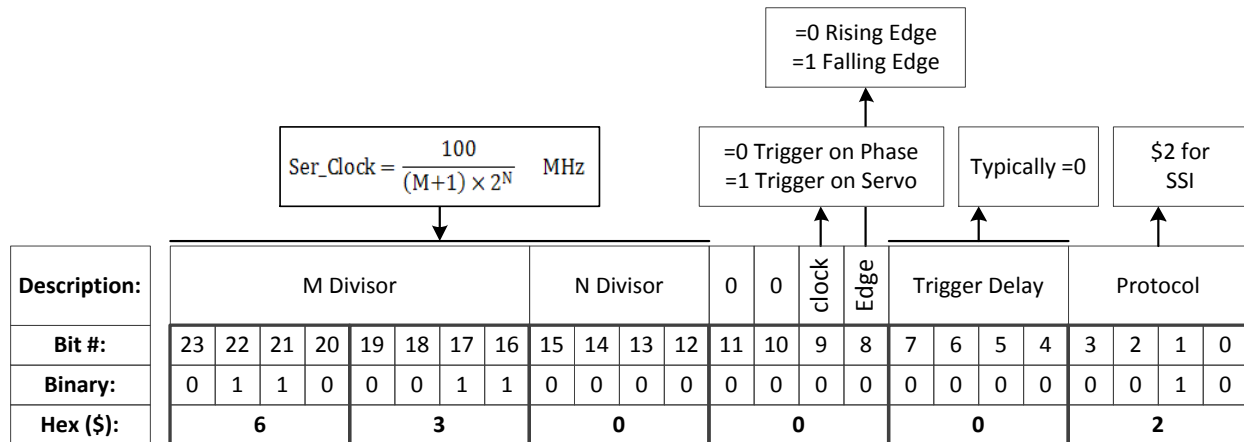 =0 Rising Edge
=1 Falling Edge
Ser_Clock = 100 / (M+1) × 2^N MHz
=0 Trigger on Phase
=1 Trigger on Servo
Typically =0
$2 for
SSI
Description: M Divisor N Divisor 0 0 clock Edge Trigger Delay Protocol
Bit #: 23 22 21 20 19 18 17 16 15 14 13 12 11 10 9 8 7 6 5 4 3 2 1 0
Binary: 0 1 1 0 0 0 1 1 0 0 0 0 0 0 0 0 0 0 0 0 0 0 1 0
Hex ($): 6 3 0 0 0 2